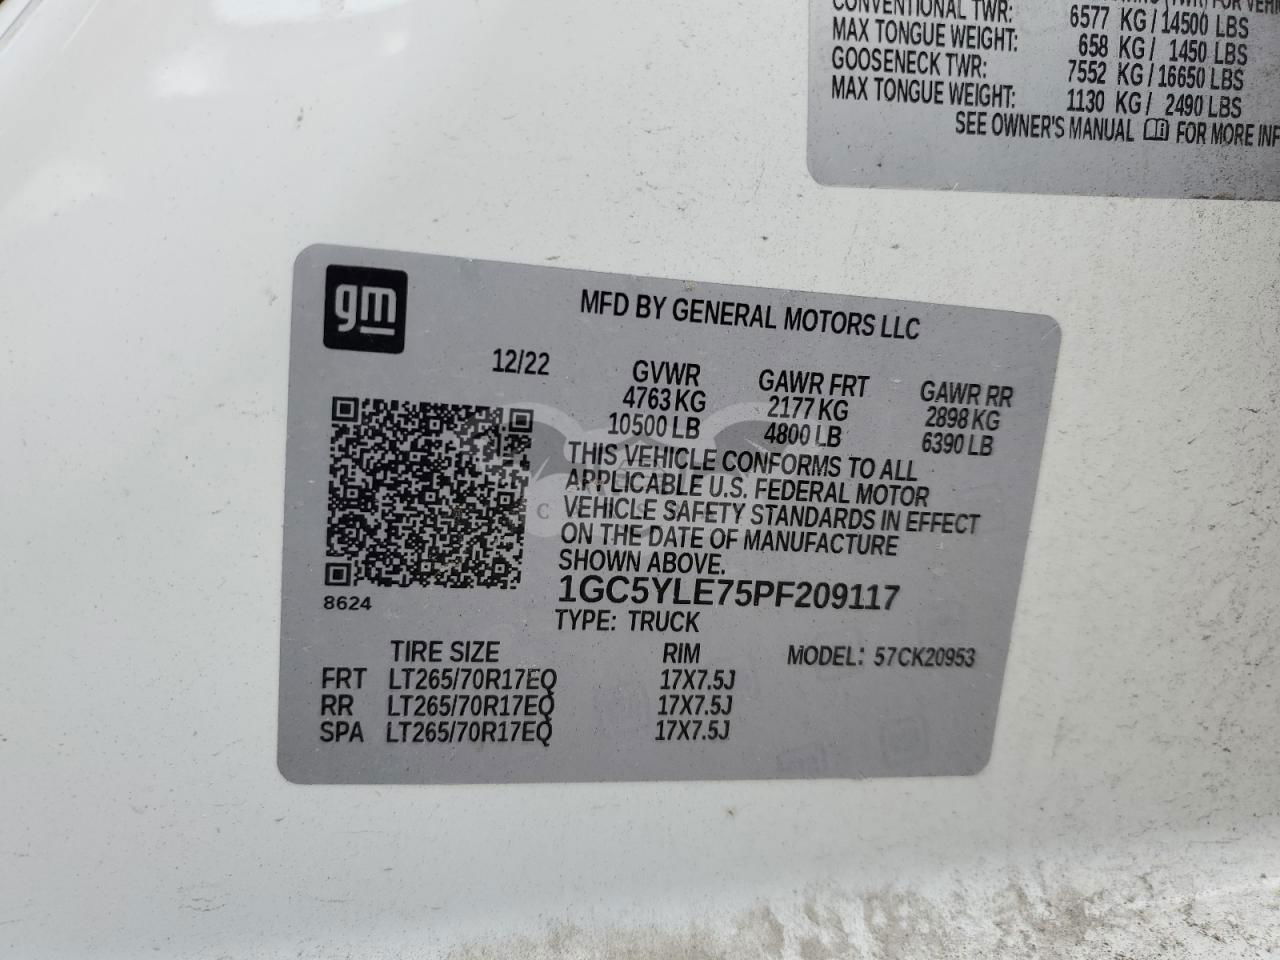 CONVENTIONAL TWR: 6577 KG/14500 LBS
MAX TONGUE WEIGHT: 658 KG/ 1450 LBS
GOOSENECK TWR: 7552 KG/16650 LBS
MAX TONGUE WEIGHT: 1130 KG/ 2490 LBS
SEE OWNER'S MANUAL FOR MORE INF
gm
MFD BY GENERAL MOTORS LLC
12/22 GVWR GAWR FRT GAWR RR
4763 KG 2177 KG 2898 KG
10500 LB 4800 LB 6390 LB
THIS VEHICLE CONFORMS TO ALL
APPLICABLE U.S. FEDERAL MOTOR
VEHICLE SAFETY STANDARDS IN EFFECT
ON THE DATE OF MANUFACTURE
SHOWN ABOVE.
1GC5YLE75PF209117
8624
TYPE: TRUCK
TIRE SIZE RIM MODEL: 57CK20953
FRT LT265/70R17EQ 17X7.5J
RR LT265/70R17EQ 17X7.5J
SPA LT265/70R17EQ 17X7.5J